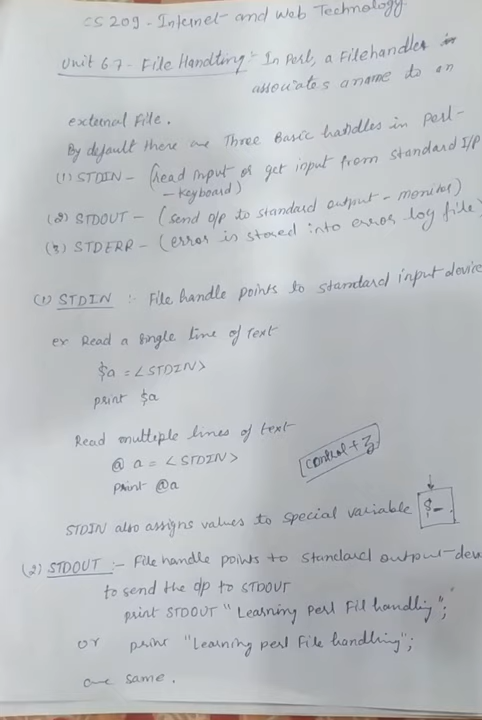 CS 209 - Internet and Web Technology
Unit 6.7 - File Handling :- In Perl, a Filehandler
associates a name to an
external File.
By default there are Three Basic handles in perl -
(1) STDIN - (Read input or get input from standard I/P
- keyboard)
(2) STDOUT - (send o/p to standard output - monitor)
(3) STDERR - (error is stored into error log file)
(1) STDIN :- File handle points to standard input device
ex Read a single line of Text
$a = <STDIN>
print $a
Read multiple lines of text
@ a = <STDIN>
print @a
control + Z
STDIN also assigns values to special variable $_.
(2) STDOUT :- File handle points to standard output-dev
to send the o/p to STDOUT
print STDOUT "Learning perl Fil handling";
or print "Learning perl File handling";
are same.